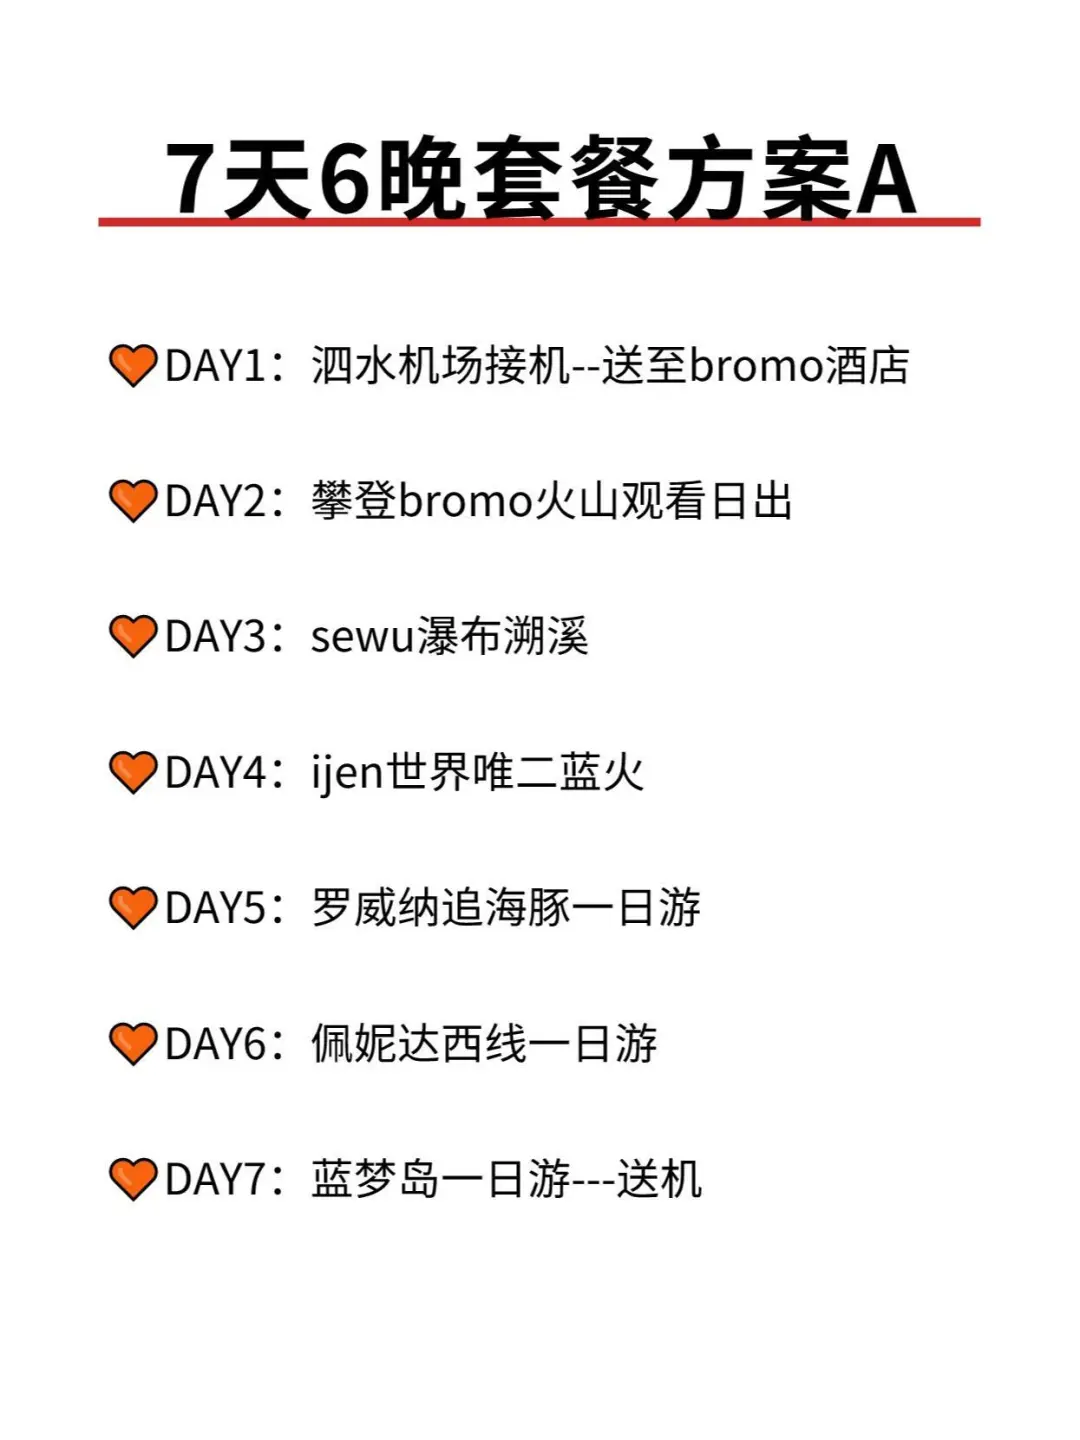 7天6晚套餐方案A
🧡DAY1：泗水机场接机--送至bromo酒店
🧡DAY2：攀登bromo火山观看日出
🧡DAY3：sewu瀑布溯溪
🧡DAY4：ijen世界唯二蓝火
🧡DAY5：罗威纳追海豚一日游
🧡DAY6：佩妮达西线一日游
🧡DAY7：蓝梦岛一日游---送机